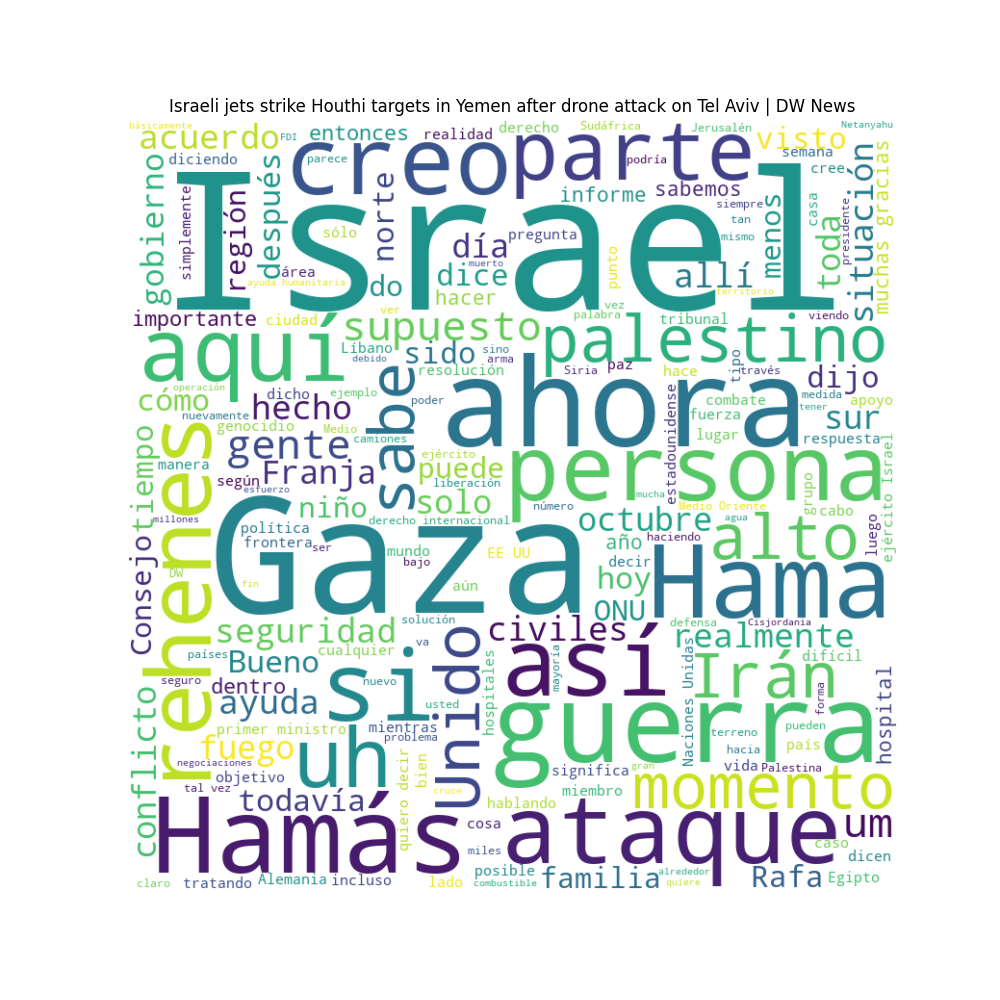 Israeli jets strike Houthi targets in Yemen after drone attack on Tel Aviv | DW News
básicamente
acuerdo
FDI
entonces
realidad
derecho
Sudáfrica
Jerusalén
visto
Netanyahu
diciendo
parece
creo
parte
podría
semana
cree
gobierno
simplemente
región
después
norte
Israel
informe
sabemos
siempre
tan
mismo
menos
casa
toda
presidente
situación
muchas gracias
sólo
día
pregunta
punto
área
muerto
ayuda humanitaria
do
dice
hacer
allí
territorio
importante
ciudad
ver
vez
palabra
tribunal
viendo
supuesto
aquí
Líbano
debido
sido
sino
arma
resolución
palestino
Siria
paz
hace
tipo
través
dijo
operación
cómo
nuevamente
dicho
ejemplo
poder
sabe
ahora
estadounidense
combate
fuerza
medida
tener
apoyo
sur
hecho
genocidio
Medio
camiones
lugar
respuesta
Consejo
tiempo
rehenes
manera
gente
según
Franja
esfuerzo
ejército
puede
liberación
persona
mucha
Medio Oriente
grupo
cabo
luego
ejército Israel
millones
niño
solo
número
agua
política
derecho internacional
octubre
haciendo
alto
frontera
ser
mundo
bajo
EE UU
año
decir
DW
fin
Gaza
aún
hoy
ONU
Hama
seguridad
solución
va
civiles
defensa
Cisjordania
realmente
países
Bueno
cualquier
Unido
hospitales
así
mayoría
Naciones Unidas
Irán
difícil
seguro
dentro
si
nuevo
usted
forma
hospital
conflicto
ayuda
primer ministro
mientras
problema
guerra
terreno
pueden
hacia
país
fuego
uh
negociaciones
objetivo
quiero decir
bien
cruce
significa
gran
vida
Palestina
miembro
momento
tal vez
todavía
hablando
Hamás
cosa
ataque
um
miles
caso
dicen
claro
tratando
Alemania
incluso
lado
posible
combustible
familia
alrededor
quiere
Rafa
Egipto